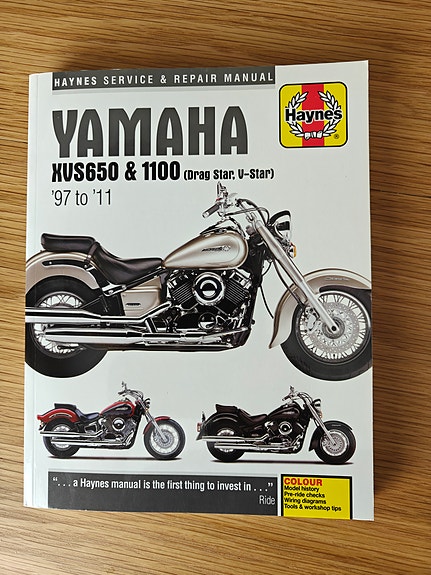 HAYNES SERVICE & REPAIR MANUAL
Haynes
®
YAMAHA
XVS650 & 1100 (Drag Star, V-Star)
'97 to '11
“. . . a Haynes manual is the first thing to invest in . . .”
Ride
COLOUR
Model history
Pre-ride checks
Wiring diagrams
Tools & workshop tips